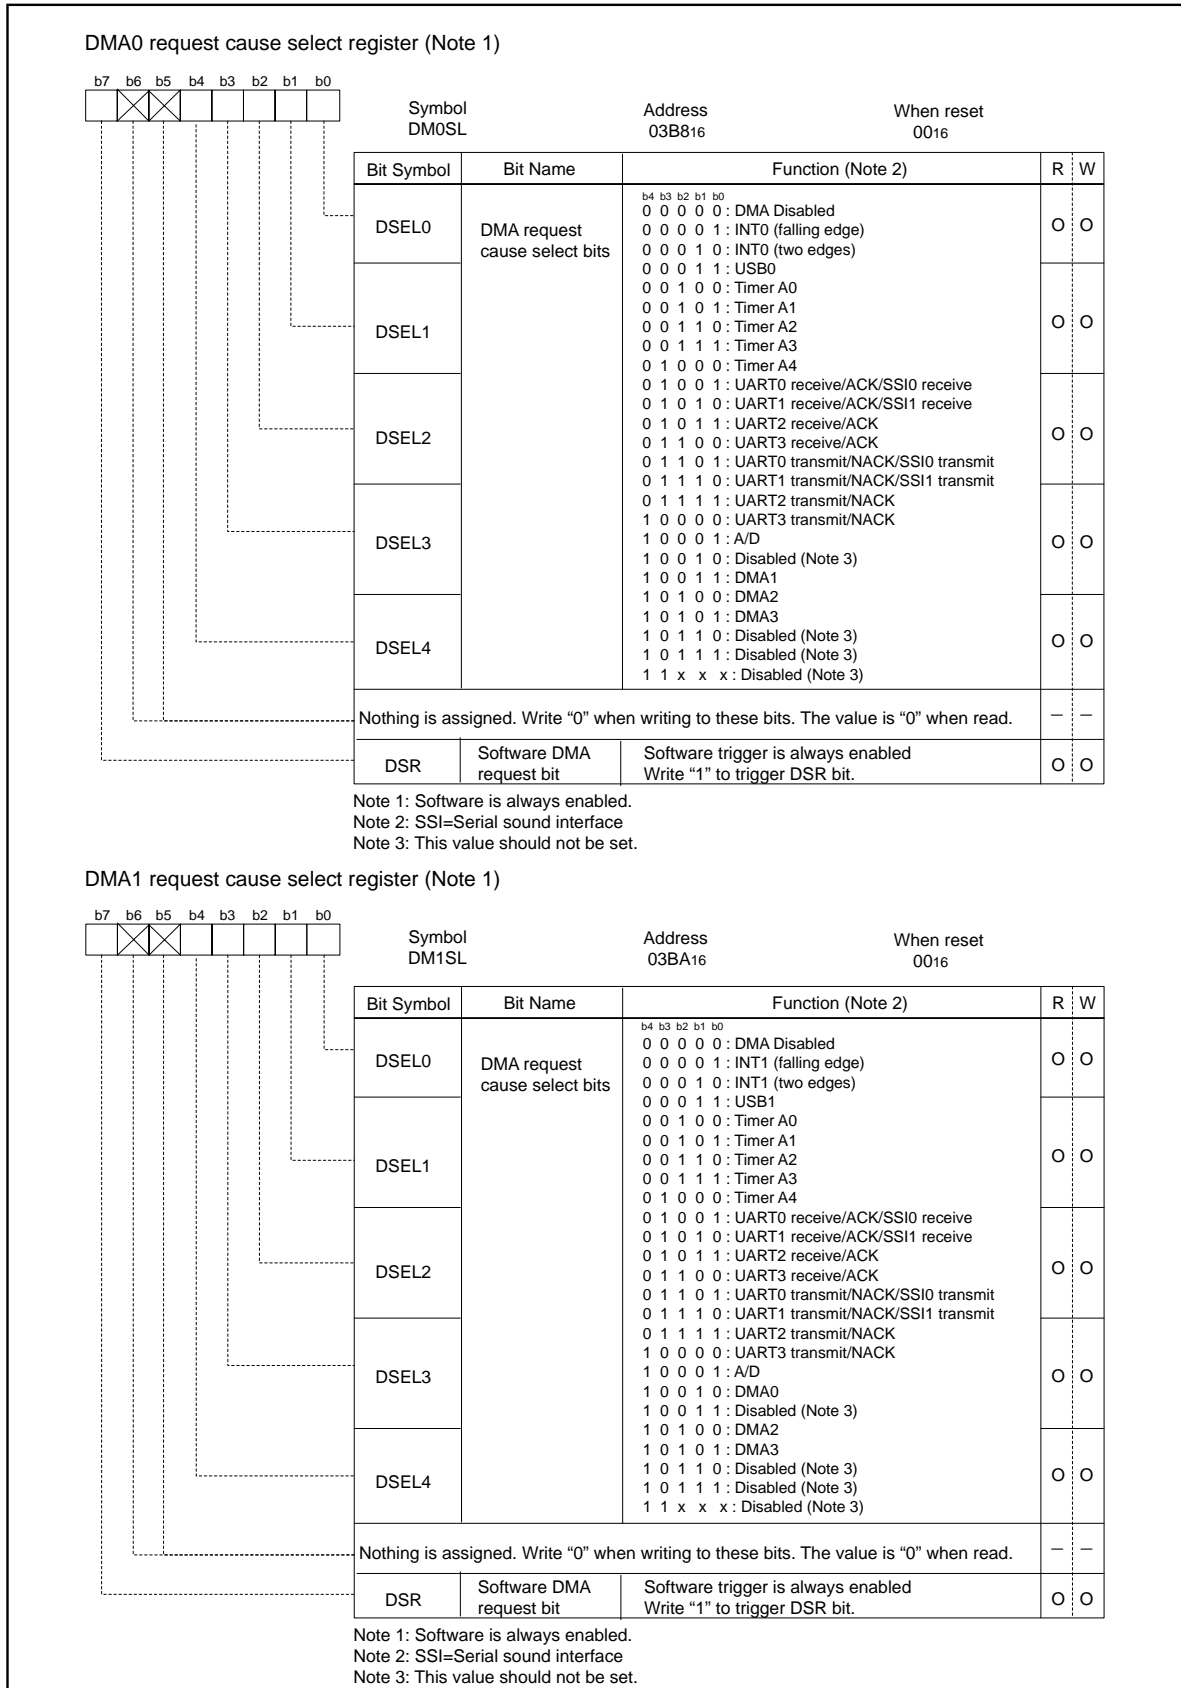 DMA0 request cause select register (Note 1)
b7 b6 b5 b4 b3 b2 b1 b0
Symbol Address When reset
DM0SL 03B816 0016
Bit Symbol Bit Name Function (Note 2) R W
b4 b3 b2 b1 b0
0 0 0 0 0 : DMA Disabled
DSEL0 DMA request 0 0 0 0 1 : INT0 (falling edge) O O
cause select bits 0 0 0 1 0 : INT0 (two edges)
0 0 0 1 1 : USB0
0 0 1 0 0 : Timer A0
0 0 1 0 1 : Timer A1
DSEL1 0 0 1 1 0 : Timer A2 O O
0 0 1 1 1 : Timer A3
0 1 0 0 0 : Timer A4
0 1 0 0 1 : UART0 receive/ACK/SSI0 receive
0 1 0 1 0 : UART1 receive/ACK/SSI1 receive
0 1 0 1 1 : UART2 receive/ACK
DSEL2 0 1 1 0 0 : UART3 receive/ACK O O
0 1 1 0 1 : UART0 transmit/NACK/SSI0 transmit
0 1 1 1 0 : UART1 transmit/NACK/SSI1 transmit
0 1 1 1 1 : UART2 transmit/NACK
1 0 0 0 0 : UART3 transmit/NACK
DSEL3 1 0 0 0 1 : A/D O O
1 0 0 1 0 : Disabled (Note 3)
1 0 0 1 1 : DMA1
1 0 1 0 0 : DMA2
1 0 1 0 1 : DMA3
DSEL4 1 0 1 1 0 : Disabled (Note 3) O O
1 0 1 1 1 : Disabled (Note 3)
1 1 x x x : Disabled (Note 3)
Nothing is assigned. Write “0” when writing to these bits. The value is “0” when read. – –
DSR Software DMA Software trigger is always enabled O O
request bit Write “1” to trigger DSR bit.
Note 1: Software is always enabled.
Note 2: SSI=Serial sound interface
Note 3: This value should not be set.
DMA1 request cause select register (Note 1)
b7 b6 b5 b4 b3 b2 b1 b0
Symbol Address When reset
DM1SL 03BA16 0016
Bit Symbol Bit Name Function (Note 2) R W
b4 b3 b2 b1 b0
0 0 0 0 0 : DMA Disabled
DSEL0 DMA request 0 0 0 0 1 : INT1 (falling edge) O O
cause select bits 0 0 0 1 0 : INT1 (two edges)
0 0 0 1 1 : USB1
0 0 1 0 0 : Timer A0
0 0 1 0 1 : Timer A1
DSEL1 0 0 1 1 0 : Timer A2 O O
0 0 1 1 1 : Timer A3
0 1 0 0 0 : Timer A4
0 1 0 0 1 : UART0 receive/ACK/SSI0 receive
0 1 0 1 0 : UART1 receive/ACK/SSI1 receive
0 1 0 1 1 : UART2 receive/ACK
DSEL2 0 1 1 0 0 : UART3 receive/ACK O O
0 1 1 0 1 : UART0 transmit/NACK/SSI0 transmit
0 1 1 1 0 : UART1 transmit/NACK/SSI1 transmit
0 1 1 1 1 : UART2 transmit/NACK
1 0 0 0 0 : UART3 transmit/NACK
DSEL3 1 0 0 0 1 : A/D O O
1 0 0 1 0 : DMA0
1 0 0 1 1 : Disabled (Note 3)
1 0 1 0 0 : DMA2
1 0 1 0 1 : DMA3
DSEL4 1 0 1 1 0 : Disabled (Note 3) O O
1 0 1 1 1 : Disabled (Note 3)
1 1 x x x : Disabled (Note 3)
Nothing is assigned. Write “0” when writing to these bits. The value is “0” when read. – –
DSR Software DMA Software trigger is always enabled O O
request bit Write “1” to trigger DSR bit.
Note 1: Software is always enabled.
Note 2: SSI=Serial sound interface
Note 3: This value should not be set.